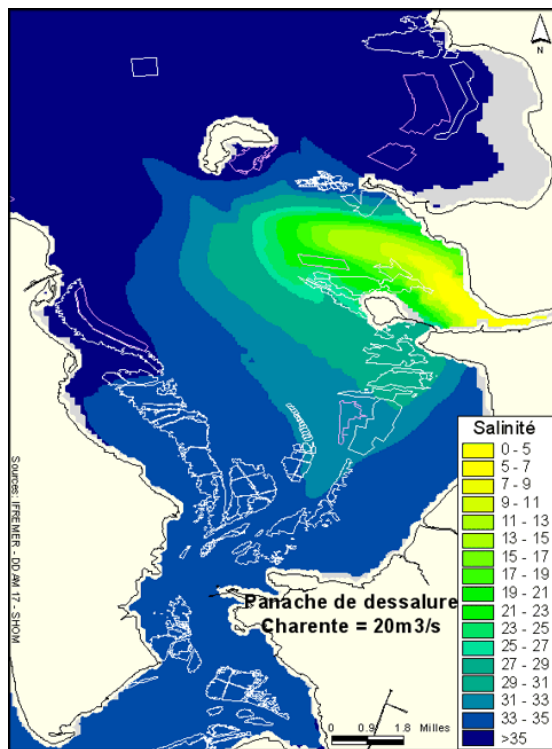 N
Sources: IFREMER - DDAM 17 - SHOM
Salinité
0 - 5
5 - 7
7 - 9
9 - 11
11 - 13
13 - 15
15 - 17
17 - 19
19 - 21
21 - 23
23 - 25
25 - 27
27 - 29
29 - 31
31 - 33
33 - 35
>35
Panache de dessalure
Charente = 20m3/s
0 0.9 1.8 Milles